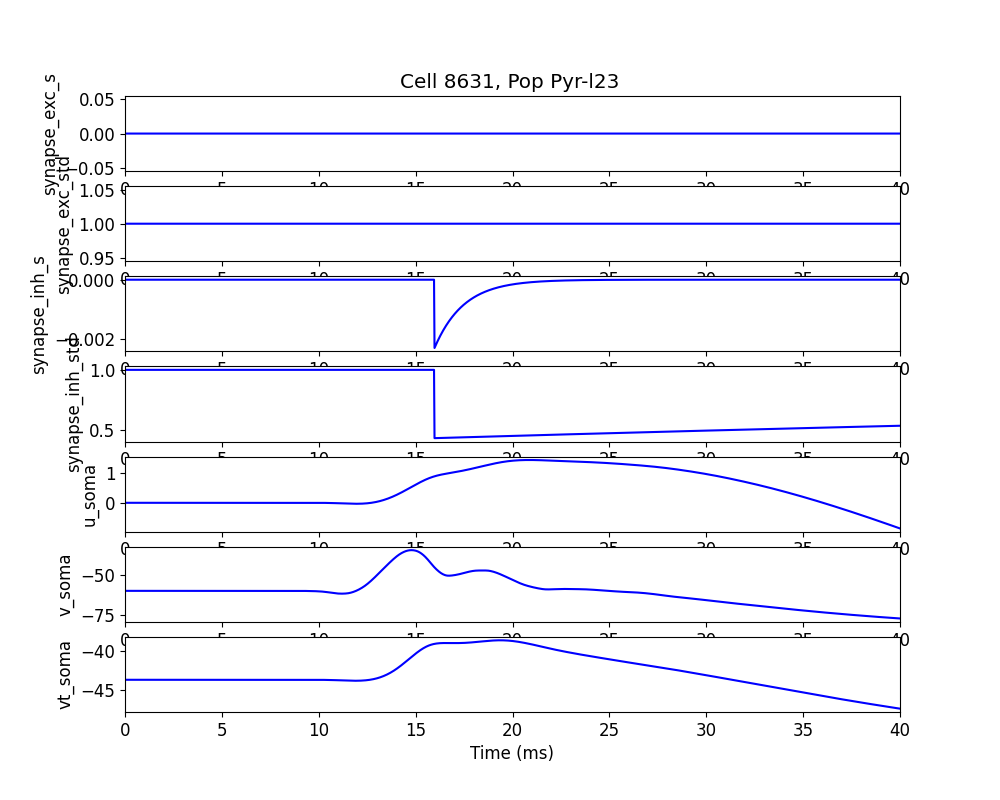 Cell 8631, Pop Pyr-l23
synapse_exc_s
0.05
0.00
0.05
synapse_exc_std
1.05
1.00
0.95
synapse_inh_s
0.000
0.002
synapse_inh_std
1.0
0.5
u_soma
1
0
v_soma
−50
−75
vt_soma
−40
−45
0 5 10 15 20 25 30 35 40
Time (ms)